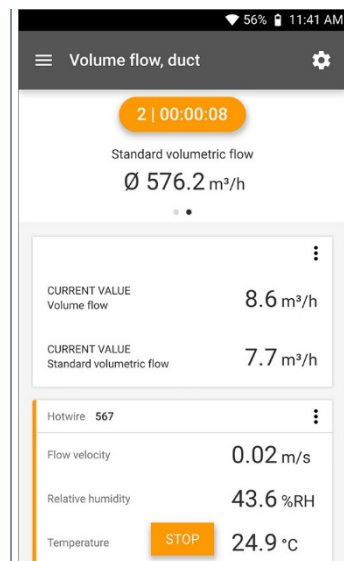 56% 11:41 AM
Volume flow, duct
2 | 00:00:08
Standard volumetric flow
Ø 576.2 m³/h
CURRENT VALUE
Volume flow
8.6 m³/h
CURRENT VALUE
Standard volumetric flow
7.7 m³/h
Hotwire 567
Flow velocity 0.02 m/s
Relative humidity 43.6 %RH
Temperature STOP 24.9 °C